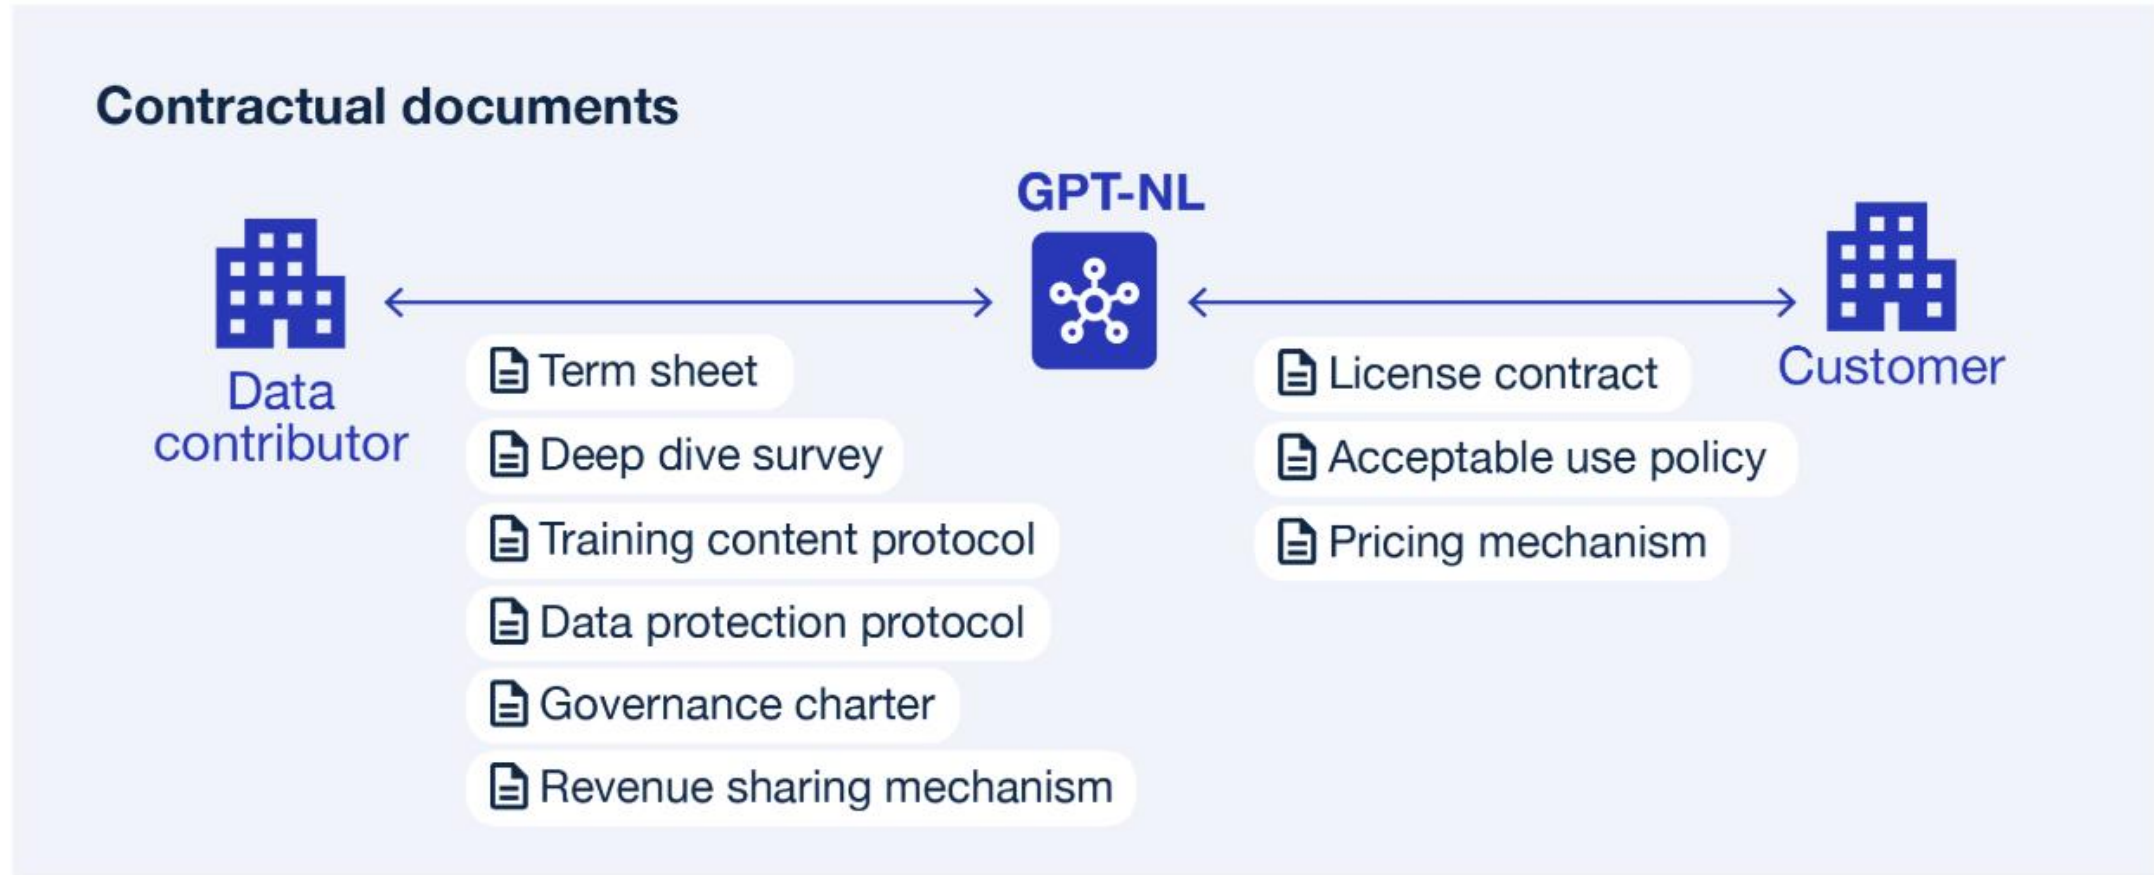 Contractual documents
GPT-NL
Data
contributor
Customer
Term sheet
Deep dive survey
Training content protocol
Data protection protocol
Governance charter
Revenue sharing mechanism
License contract
Acceptable use policy
Pricing mechanism